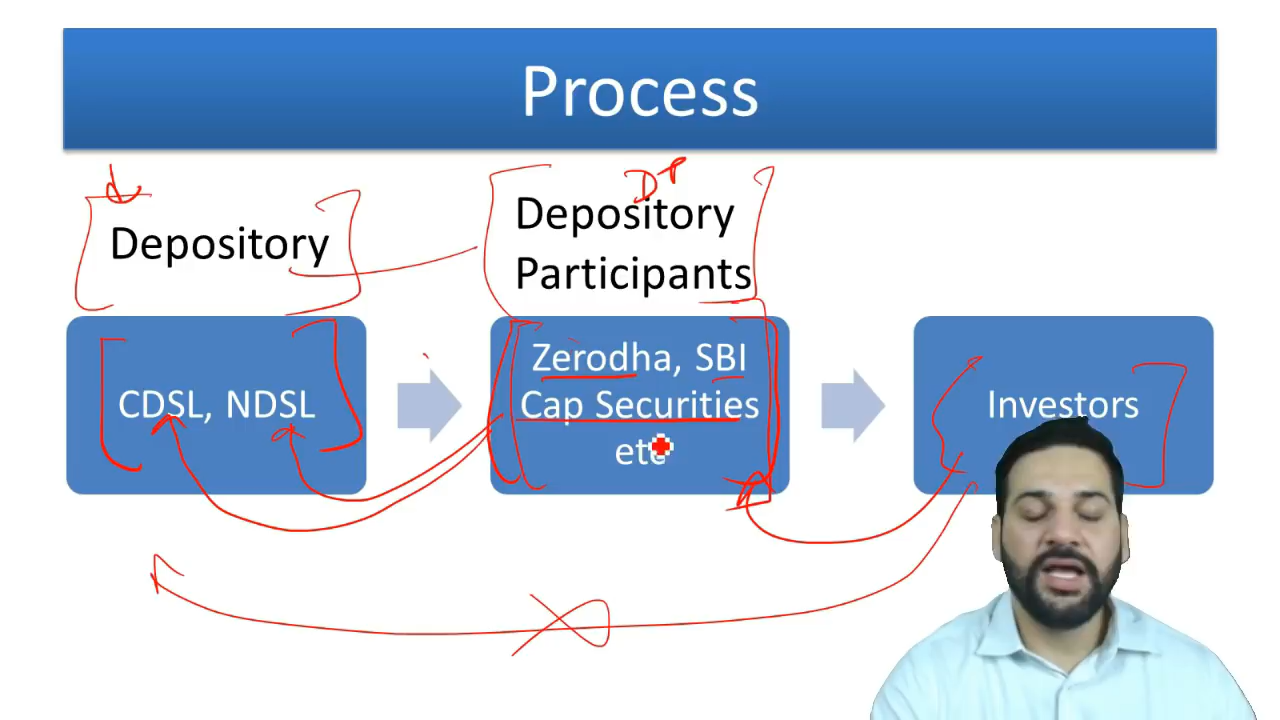 Process
DP
Depository
Depository
Participants
CDSL, NDSL
Zerodha, SBI
Cap Securities
etc
Investors